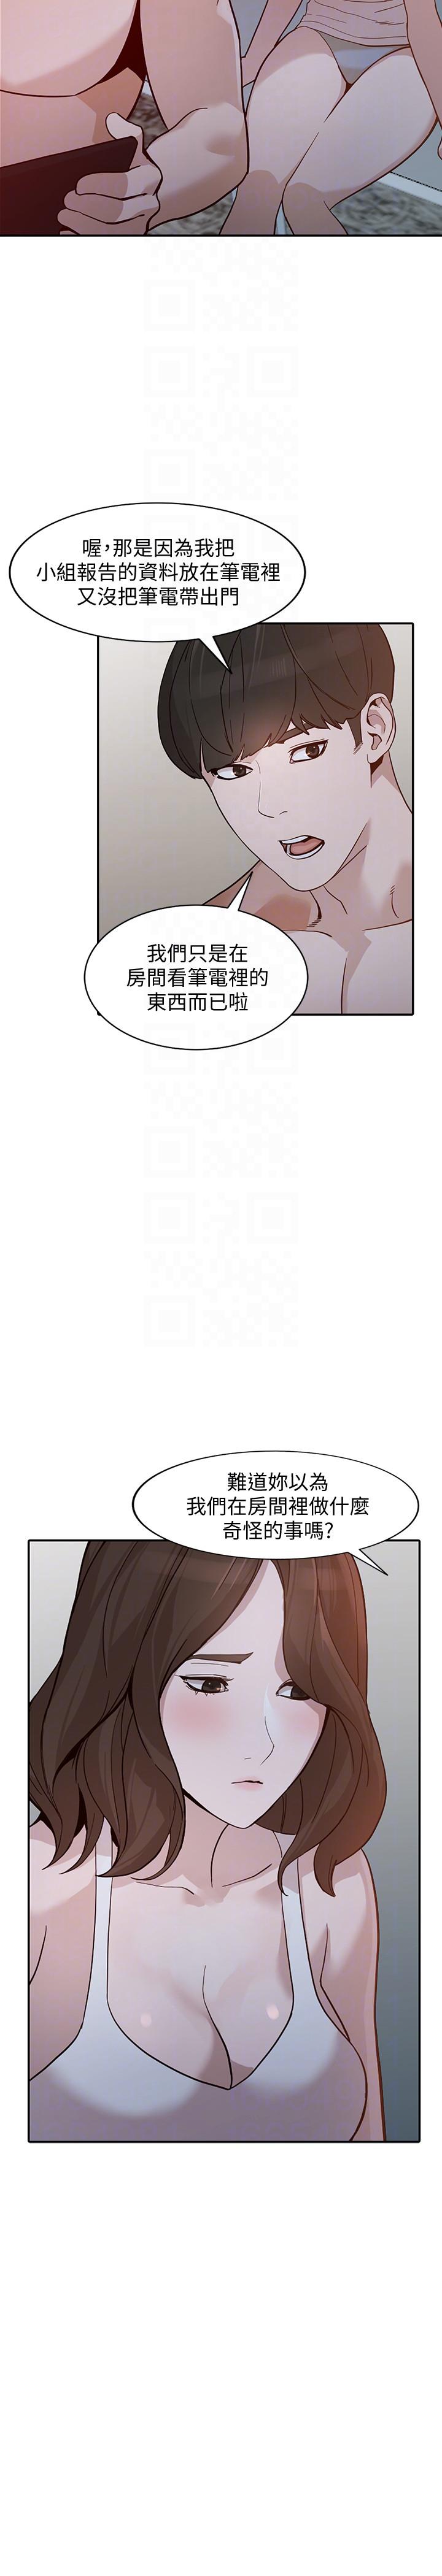 喔，那是因為我把
小組報告的資料放在筆電裡
又沒把筆電帶出門
我們只是在
房間看筆電裡的
東西而已啦
難道妳以為
我們在房間裡做什麼
奇怪的事嗎?